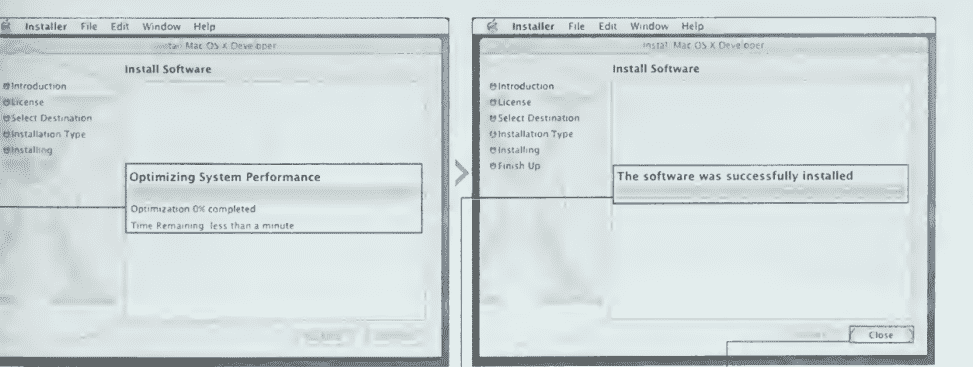 Installer File Edit Window Help
Install Mac OS X Developer
Install Software
Introduction
License
Select Destination
Installation Type
Installing
Optimizing System Performance
Optimization 0% completed
Time Remaining less than a minute
Installer File Edit Window Help
Install Mac OS X Developer
Install Software
Introduction
License
Select Destination
Installation Type
Installing
Finish Up
The software was successfully installed
Close